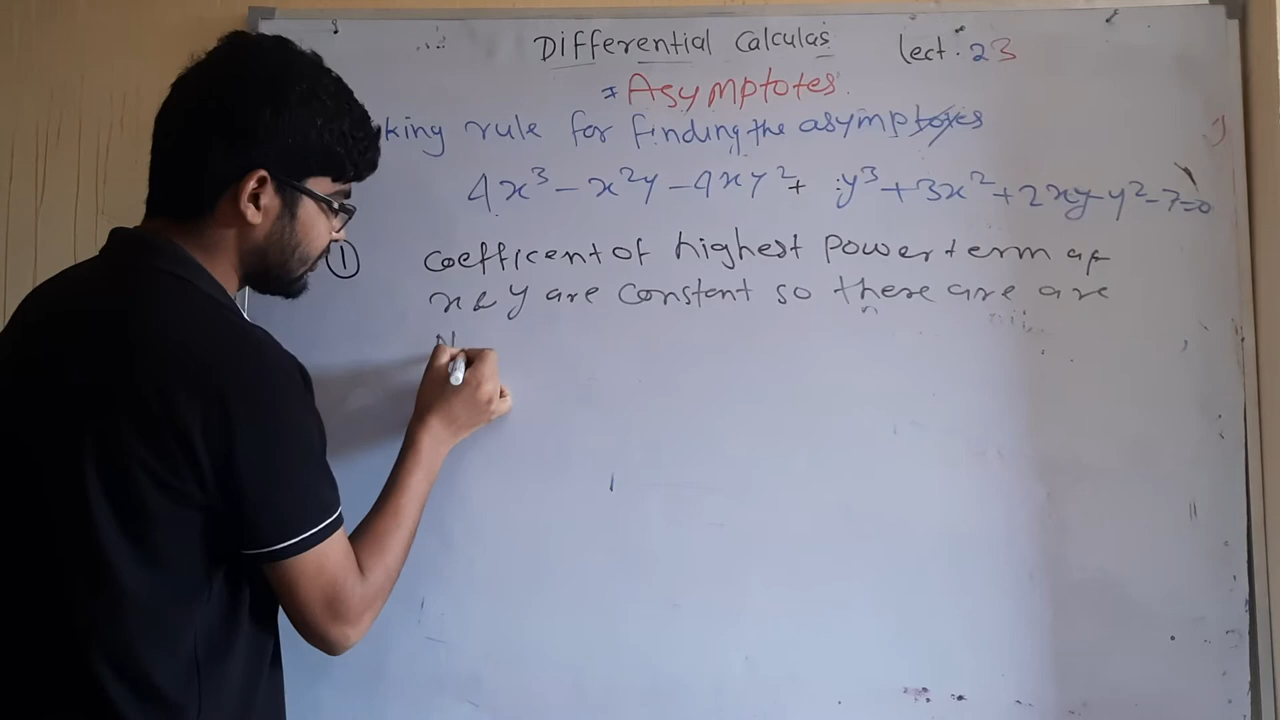 Differential Calculas lect. 23
* Asymptotes.
king rule for finding the asymptotes
4x³ - x²y - 4xy² + y³ + 3x² + 2xy - y² - 7 = 0
① coefficent of highest power term of
x & y are constant so there are are
N